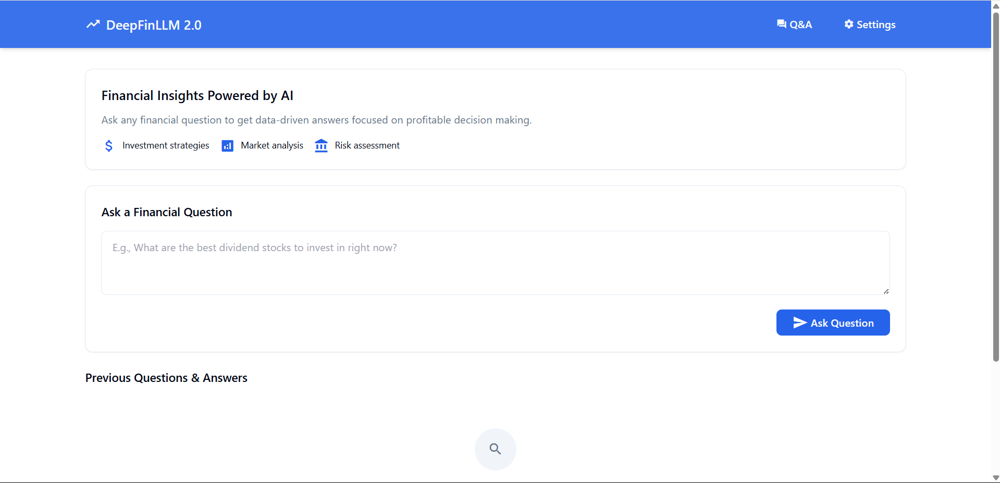 DeepFinLLM 2.0
Q&A
Settings
Financial Insights Powered by AI
Ask any financial question to get data-driven answers focused on profitable decision making.
Investment strategies
Market analysis
Risk assessment
Ask a Financial Question
E.g., What are the best dividend stocks to invest in right now?
Ask Question
Previous Questions & Answers